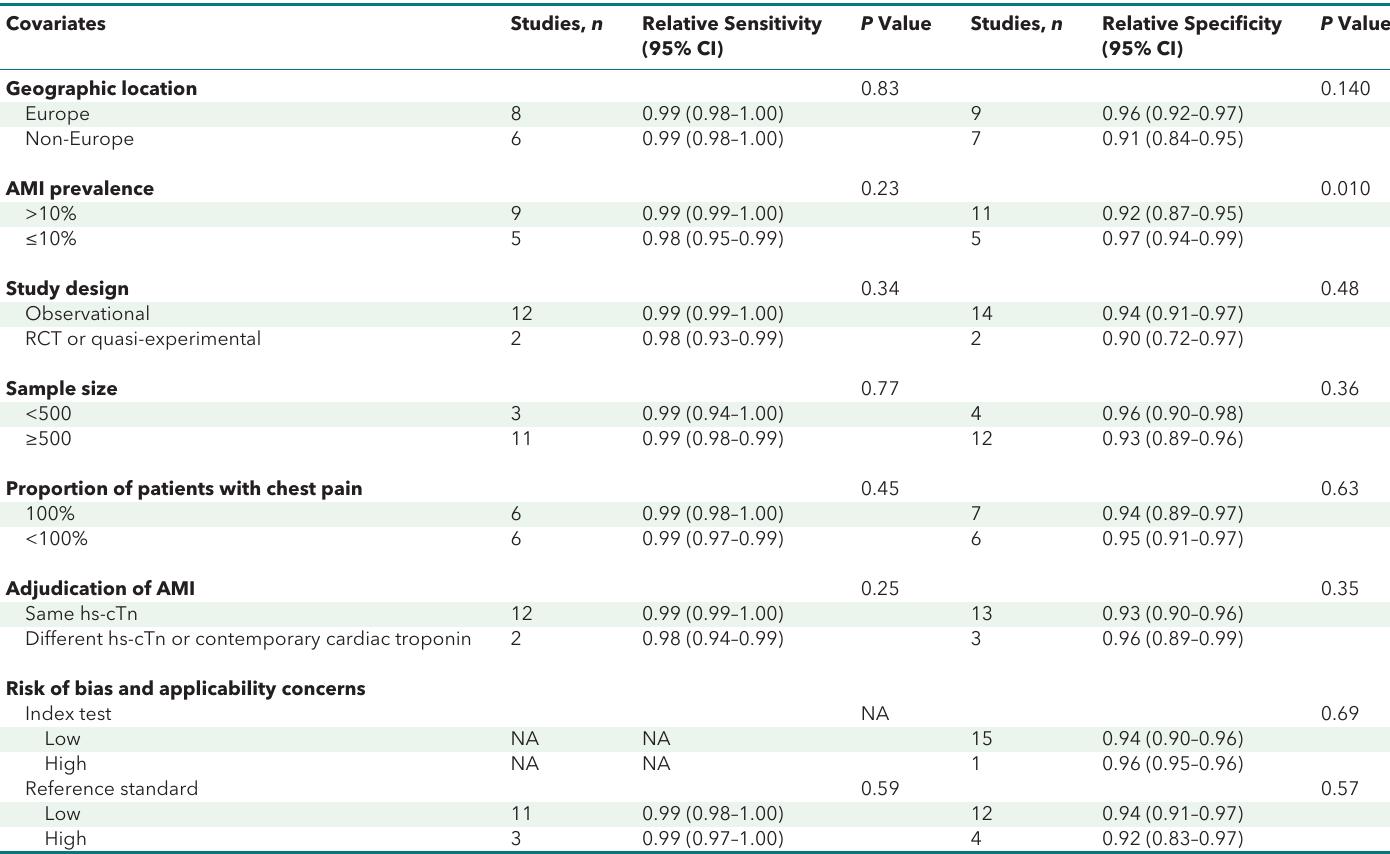 Covariates Studies, n Relative Sensitivity (95% CI) P Value Studies, n Relative Specificity (95% CI) P Value
Geographic location 0.83 0.140
Europe 8 0.99 (0.98–1.00) 9 0.96 (0.92–0.97)
Non-Europe 6 0.99 (0.98–1.00) 7 0.91 (0.84–0.95)
AMI prevalence 0.23 0.010
>10% 9 0.99 (0.99–1.00) 11 0.92 (0.87–0.95)
≤10% 5 0.98 (0.95–0.99) 5 0.97 (0.94–0.99)
Study design 0.34 0.48
Observational 12 0.99 (0.99–1.00) 14 0.94 (0.91–0.97)
RCT or quasi-experimental 2 0.98 (0.93–0.99) 2 0.90 (0.72–0.97)
Sample size 0.77 0.36
<500 3 0.99 (0.94–1.00) 4 0.96 (0.90–0.98)
≥500 11 0.99 (0.98–0.99) 12 0.93 (0.89–0.96)
Proportion of patients with chest pain 0.45 0.63
100% 6 0.99 (0.98–1.00) 7 0.94 (0.89–0.97)
<100% 6 0.99 (0.97–0.99) 6 0.95 (0.91–0.97)
Adjudication of AMI 0.25 0.35
Same hs-cTn 12 0.99 (0.99–1.00) 13 0.93 (0.90–0.96)
Different hs-cTn or contemporary cardiac troponin 2 0.98 (0.94–0.99) 3 0.96 (0.89–0.99)
Risk of bias and applicability concerns
Index test NA 0.69
Low NA NA 15 0.94 (0.90–0.96)
High NA NA 1 0.96 (0.95–0.96)
Reference standard 0.59 0.57
Low 11 0.99 (0.98–1.00) 12 0.94 (0.91–0.97)
High 3 0.99 (0.97–1.00) 4 0.92 (0.83–0.97)